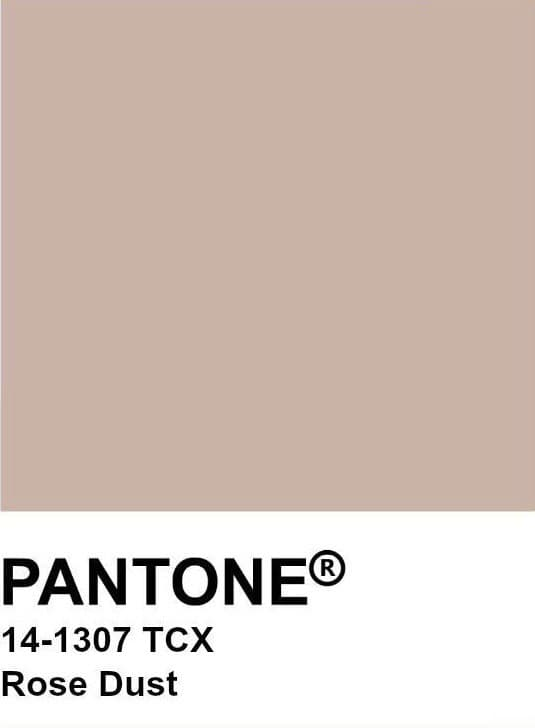 PANTONE®
14-1307 TCX
Rose Dust